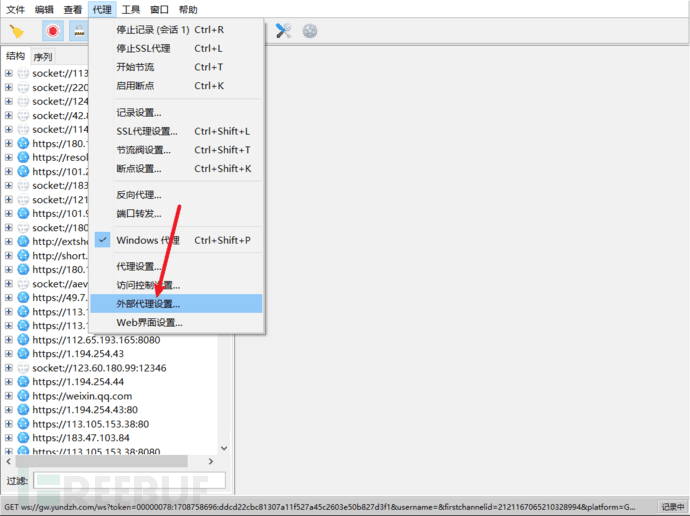 文件 编辑 查看 代理 工具 窗口 帮助
停止记录 (会话 1) Ctrl+R
停止SSL代理 Ctrl+L
开始节流 Ctrl+T
启用断点 Ctrl+K
记录设置...
SSL代理设置... Ctrl+Shift+L
节流阀设置... Ctrl+Shift+T
断点设置... Ctrl+Shift+K
反向代理...
端口转发...
Windows 代理 Ctrl+Shift+P
代理设置...
访问控制设置...
外部代理设置...
Web界面设置...
结构 序列
socket://113
socket://220
socket://124
socket://42.8
socket://114
https://180.1
https://resol
https://101.2
socket://183
socket://121
https://101.9
socket://180
http://extsh
http://short.
https://180.1
socket://aev
https://49.7.
https://113.1
https://113.1
https://112.65.193.165:8080
https://1.194.254.43
socket://123.60.180.99:12346
https://1.194.254.44
https://weixin.qq.com
https://1.194.254.43:80
https://113.105.153.38:80
https://183.47.103.84
https://113.105.153.38:8080
过滤:
REEBUF
GET ws://gw.yundzh.com/ws?token=00000078:1708758696:ddcd22cbc81307a11f527a45c2603e50b827d3f1&username=&firstchannelid=2121167065210328994&platform=G...
记录中